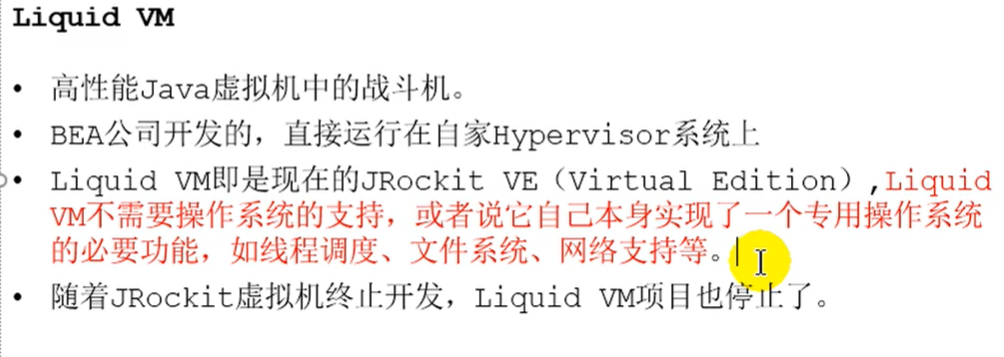 Liquid VM
• 高性能Java虚拟机中的战斗机。
• BEA公司开发的，直接运行在自家Hypervisor系统上
• Liquid VM即是现在的JRockit VE（Virtual Edition）,Liquid
VM不需要操作系统的支持，或者说它自己本身实现了一个专用操作系统
的必要功能，如线程调度、文件系统、网络支持等。
• 随着JRockit虚拟机终止开发，Liquid VM项目也停止了。